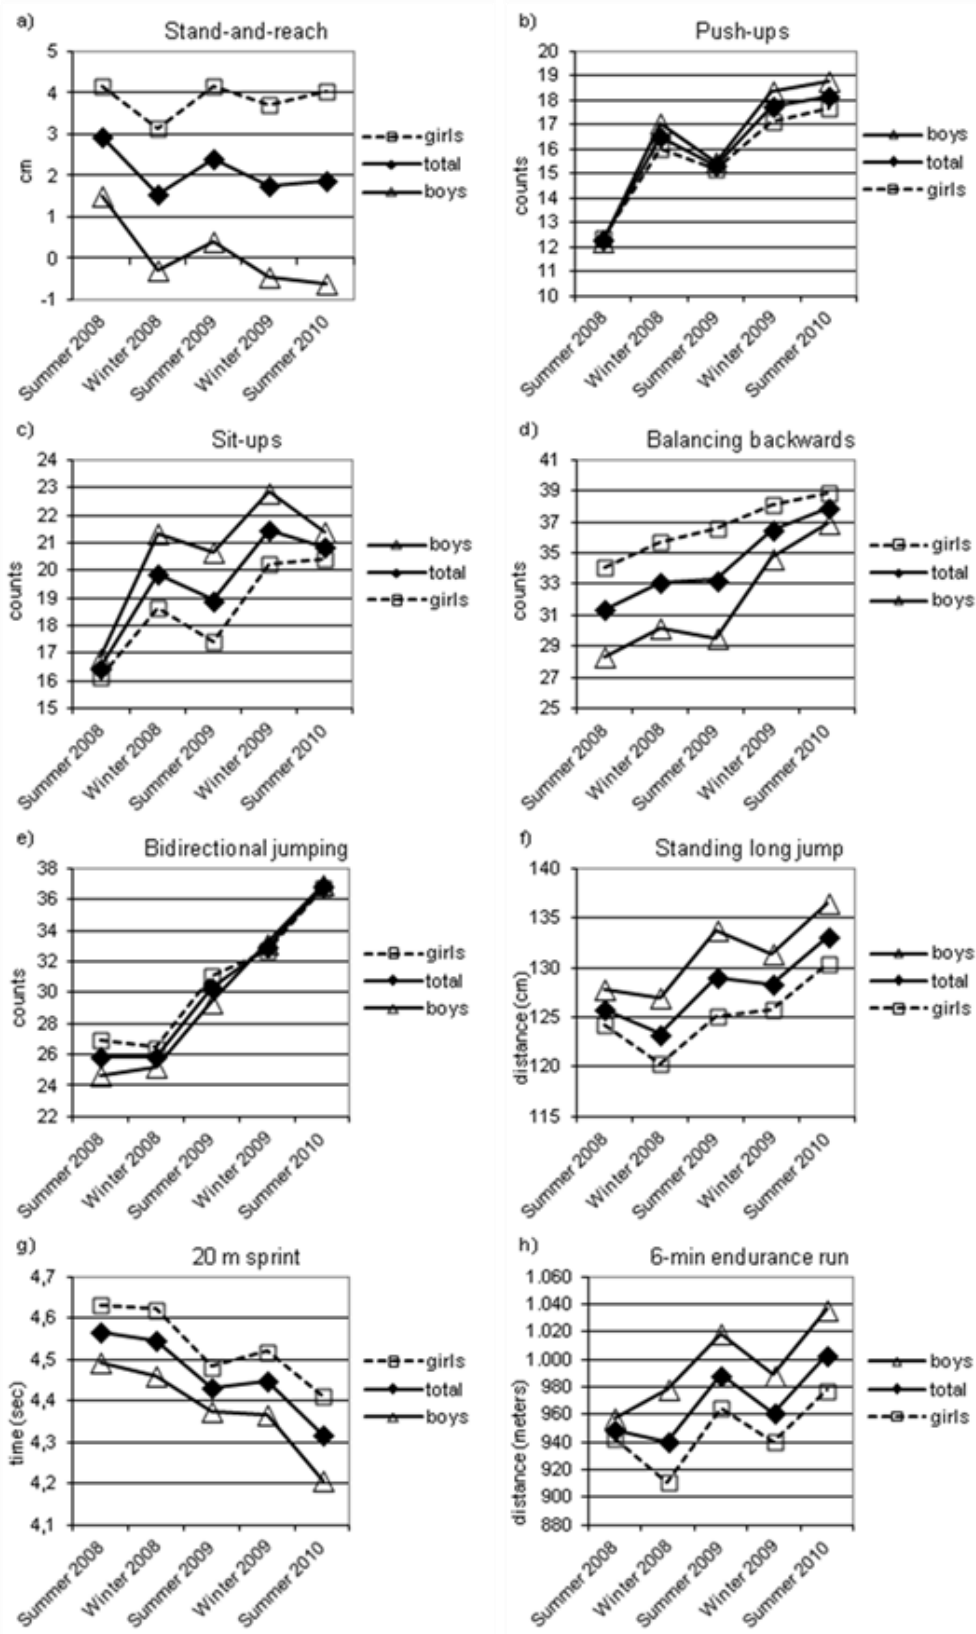 a)
Stand-and-reach
5
4
3
2
1
0
-1
cm
Summer 2008
Winter 2008
Summer 2009
Winter 2009
Summer 2010
girls
total
boys
b)
Push-ups
20
19
18
17
16
15
14
13
12
11
10
counts
Summer 2008
Winter 2008
Summer 2009
Winter 2009
Summer 2010
boys
total
girls
c)
Sit-ups
24
23
22
21
20
19
18
17
16
15
counts
Summer 2008
Winter 2008
Summer 2009
Winter 2009
Summer 2010
boys
total
girls
d)
Balancing backwards
41
39
37
35
33
31
29
27
25
counts
Summer 2008
Winter 2008
Summer 2009
Winter 2009
Summer 2010
girls
total
boys
e)
Bidirectional jumping
38
36
34
32
30
28
26
24
22
counts
Summer 2008
Winter 2008
Summer 2009
Winter 2009
Summer 2010
girls
total
boys
f)
Standing long jump
140
135
130
125
120
115
distance (cm)
Summer 2008
Winter 2008
Summer 2009
Winter 2009
Summer 2010
boys
total
girls
g)
20 m sprint
4,7
4,6
4,5
4,4
4,3
4,2
4,1
time (sec)
Summer 2008
Winter 2008
Summer 2009
Winter 2009
Summer 2010
girls
total
boys
h)
6-min endurance run
1.060
1.040
1.020
1.000
980
960
940
920
900
880
distance (meters)
Summer 2008
Winter 2008
Summer 2009
Winter 2009
Summer 2010
boys
total
girls